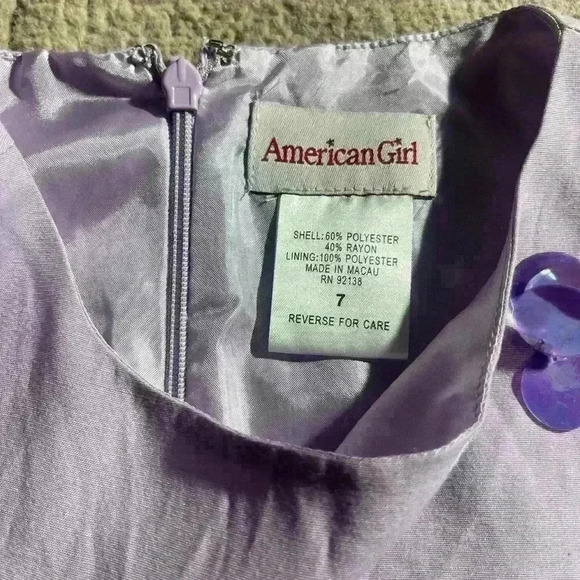 American Girl
SHELL:60% POLYESTER
40% RAYON
LINING:100% POLYESTER
MADE IN MACAU
RN 92138
7
REVERSE FOR CARE